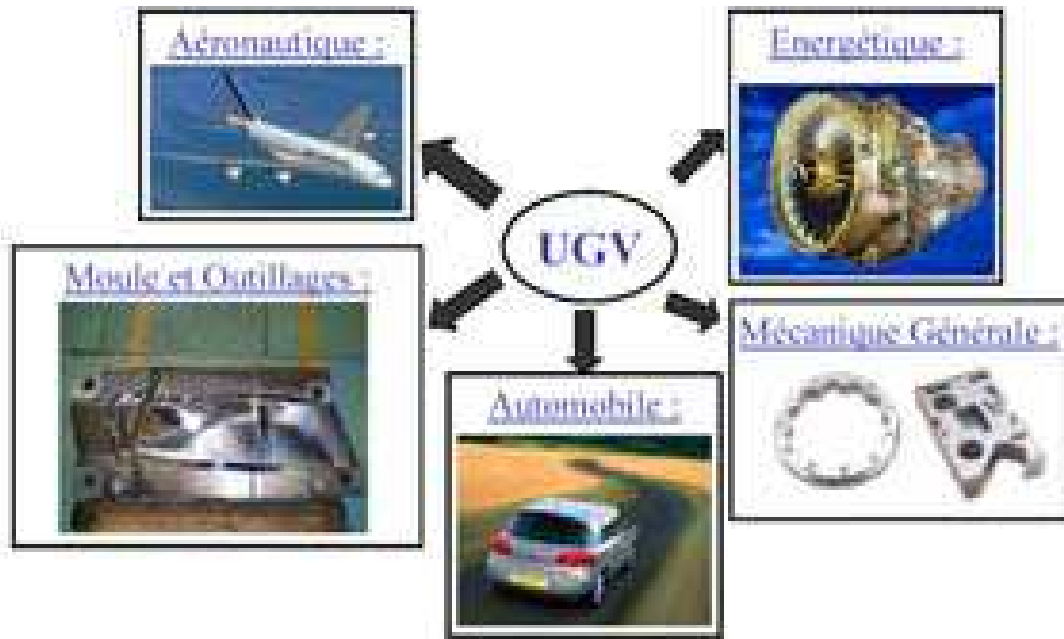 Aéronautique :
Energétique :
UGV
Moule et Outillages :
Mécanique Générale :
Automobile :